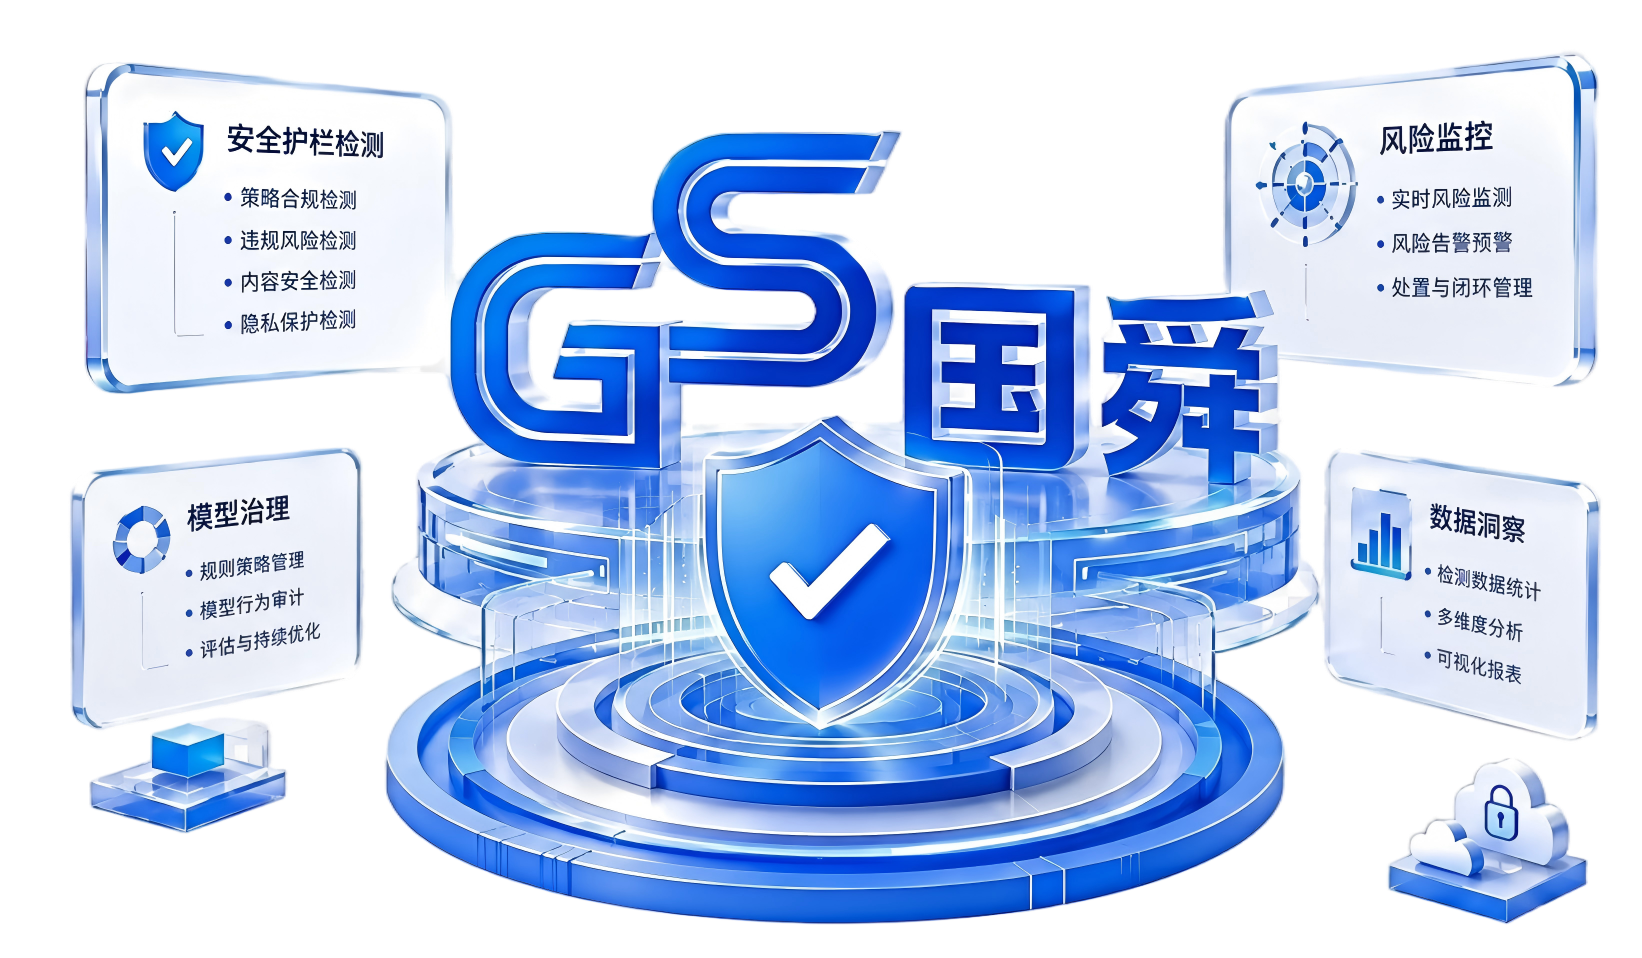 安全护栏检测
策略合规检测
违规风险检测
内容安全检测
隐私保护检测
GS国舜
风险监控
实时风险监测
风险告警预警
处置与闭环管理
模型治理
规则策略管理
模型行为审计
评估与持续优化
数据洞察
检测数据统计
多维度分析
可视化报表